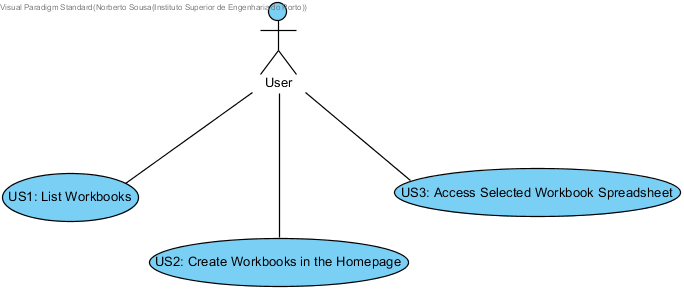 Visual Paradigm Standard(Norberto Sousa(Instituto Superior de Engenharia do Porto))
User
US1: List Workbooks
US3: Access Selected Workbook Spreadsheet
US2: Create Workbooks in the Homepage